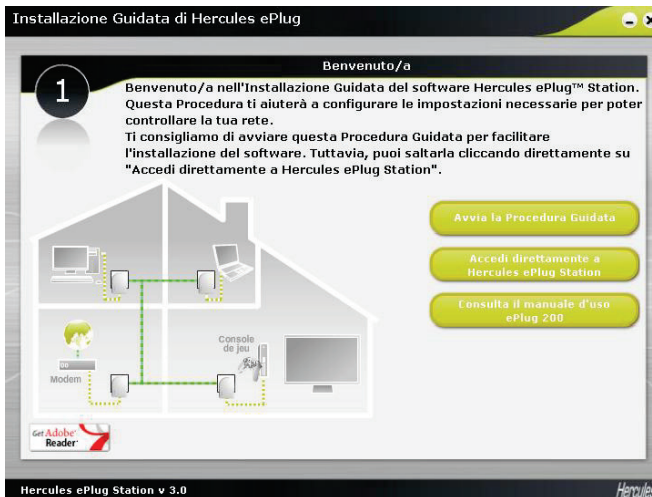 Installazione Guidata di Hercules ePlug
Benvenuto/a
1
Benvenuto/a nell'Installazione Guidata del software Hercules ePlug™ Station.
Questa Procedura ti aiuterà a configurare le impostazioni necessarie per poter
controllare la tua rete.
Ti consigliamo di avviare questa Procedura Guidata per facilitare
l'installazione del software. Tuttavia, puoi saltarla cliccando direttamente su
"Accedi direttamente a Hercules ePlug Station".
Avvia la Procedura Guidata
Accedi direttamente a
Hercules ePlug Station
Consulta il manuale d'uso
ePlug 200
Console
de jeu
Modem
Get Adobe®
Reader®
Hercules ePlug Station v 3.0
Hercules